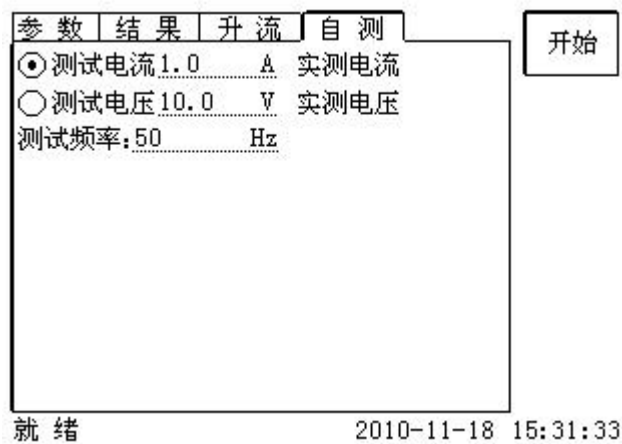 参 数 结 果 升 流 自 测
开始
测试电流1.0 A 实测电流
测试电压10.0 V 实测电压
测试频率:50 Hz
就 绪 2010-11-18 15:31:33